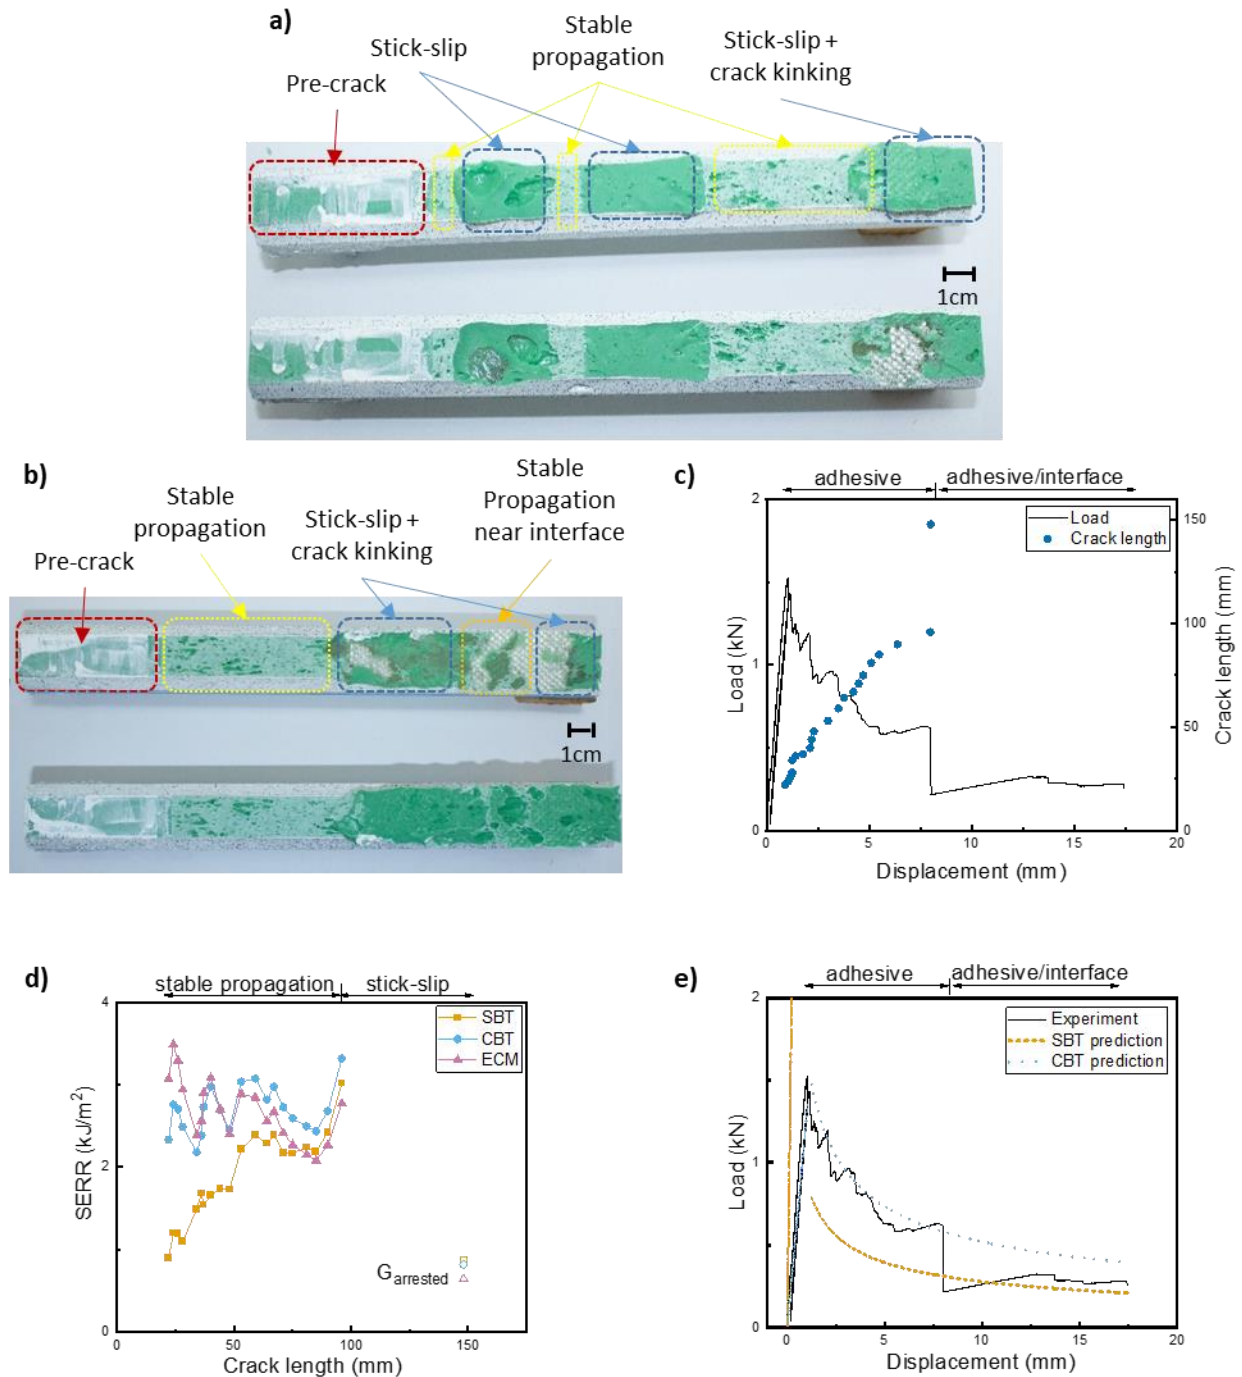 a)
Stick-slip
Stable
propagation
Stick-slip +
crack kinking
Pre-crack
1cm
b)
Stable
propagation
Stick-slip +
crack kinking
Stable
Propagation
near interface
Pre-crack
1cm
c)
adhesive
adhesive/interface
Load
Crack length
2
1
0
Load (kN)
150
100
50
0
Crack length (mm)
0
5
10
15
20
Displacement (mm)
d)
stable propagation
stick-slip
SBT
CBT
ECM
4
2
0
SERR (kJ/m²)
Garrested
0
50
100
150
Crack length (mm)
e)
adhesive
adhesive/interface
Experiment
SBT prediction
CBT prediction
2
1
0
Load (kN)
0
5
10
15
20
Displacement (mm)